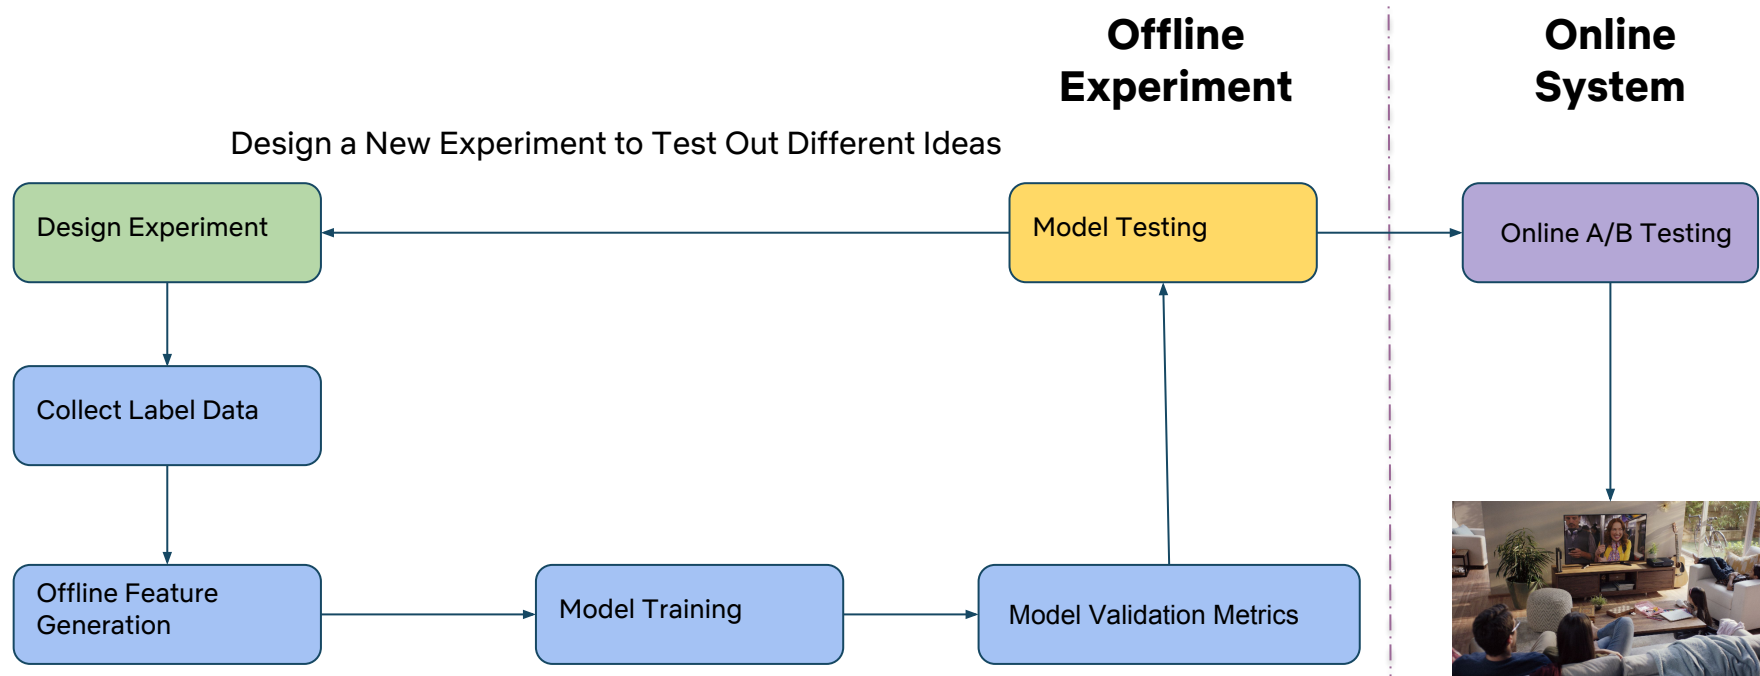 Offline
Experiment
Online
System
Design a New Experiment to Test Out Different Ideas
Design Experiment
Model Testing
Online A/B Testing
Collect Label Data
Offline Feature
Generation
Model Training
Model Validation Metrics